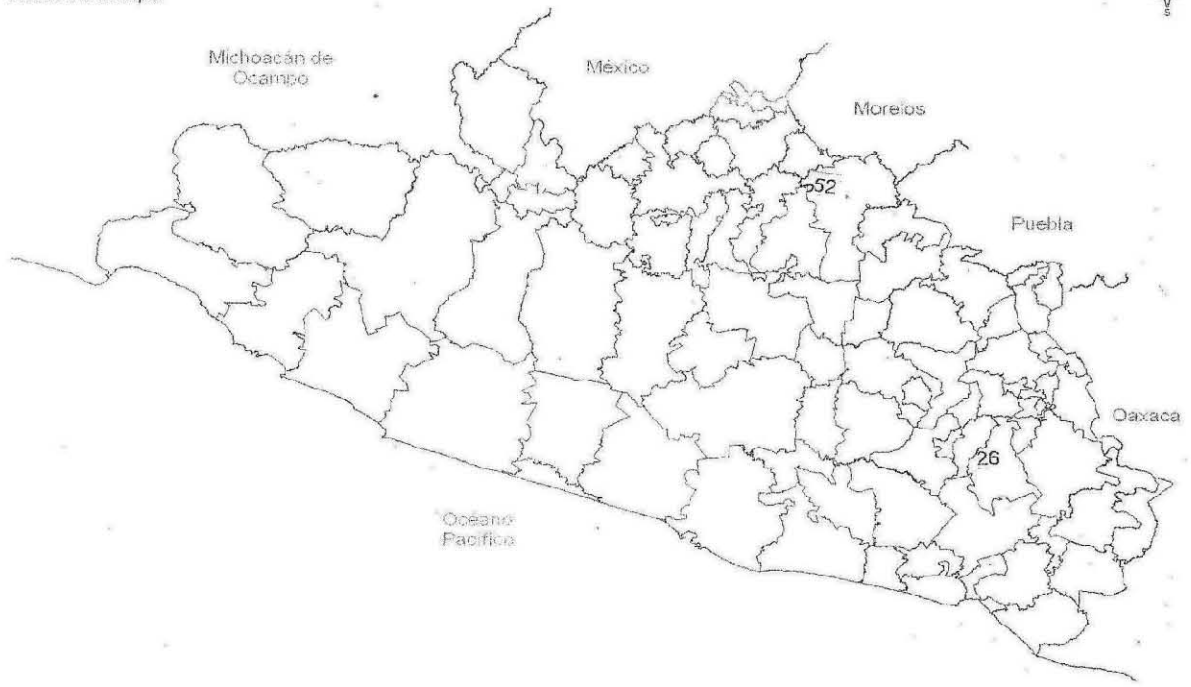 S
Michoacán de
Ocampo
México
Morelos
52
Puebla
Oaxaca
26
Océano
Pacífico